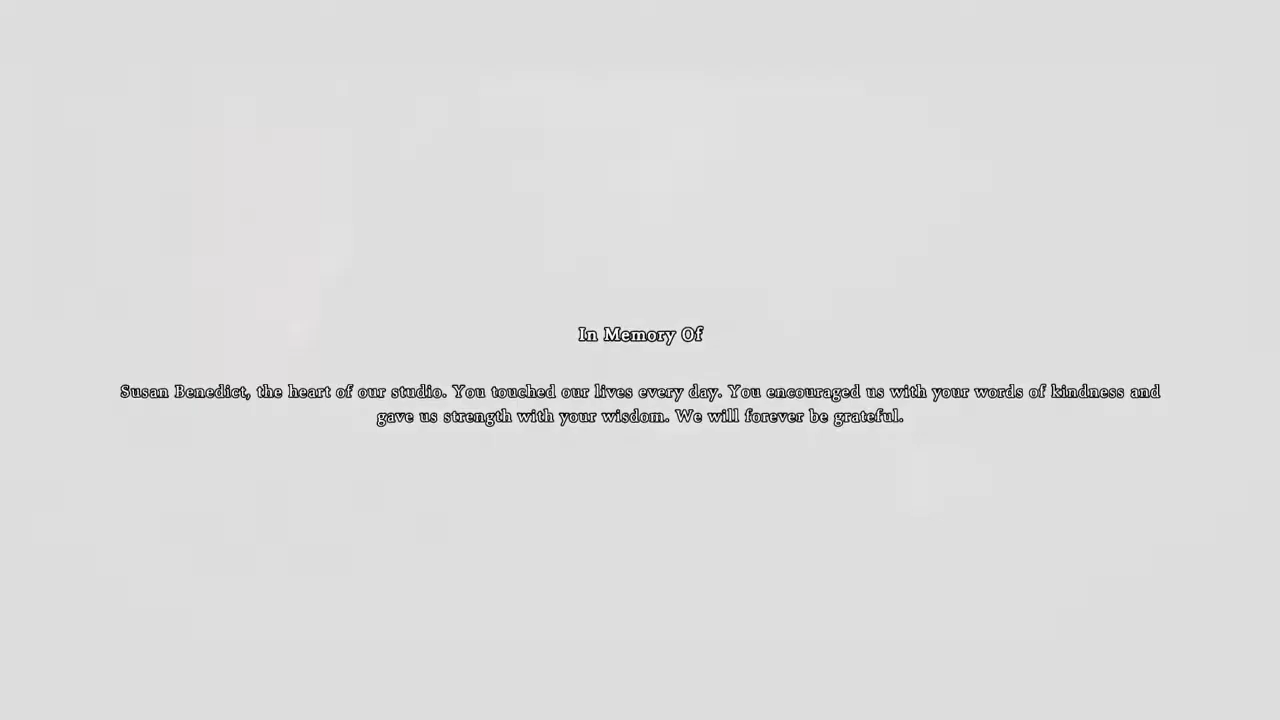 In Memory Of
Susan Benedict, the heart of our studio. You touched our lives every day. You encouraged us with your words of kindness and
gave us strength with your wisdom. We will forever be grateful.